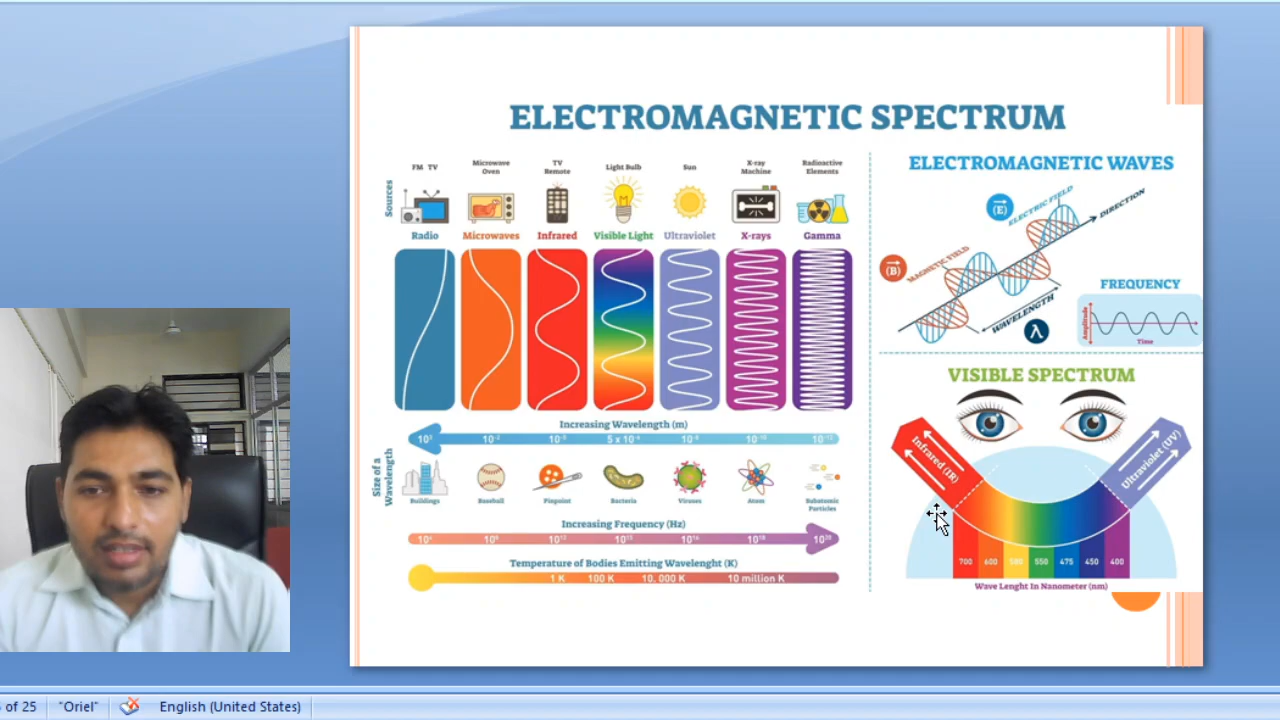 ELECTROMAGNETIC SPECTRUM
Sources
FM TV
Microwave
Oven
TV
Remote
Light Bulb
Sun
X-ray
Machine
Radioactive
Elements
Radio
Microwaves
Infrared
Visible Light
Ultraviolet
X-rays
Gamma
Increasing Wavelength (m)
5 x 10⁻⁶
Size of a
Wavelength
Buildings
Baseball
Pinpoint
Bacteria
Viruses
Atom
Subatomic
Particles
Increasing Frequency (Hz)
Temperature of Bodies Emitting Wavelenght (K)
1 K 100 K 10,000 K 10 million K
ELECTROMAGNETIC WAVES
(E)
ELECTRIC FIELD
DIRECTION
(B)
MAGNETIC FIELD
WAVELENGTH
λ
FREQUENCY
Amplitude
Time
VISIBLE SPECTRUM
Infrared (IR)
Ultraviolet (UV)
700 600 580 550 475 450 400
Wave Lenght In Nanometer (nm)
of 25 "Oriel" English (United States)